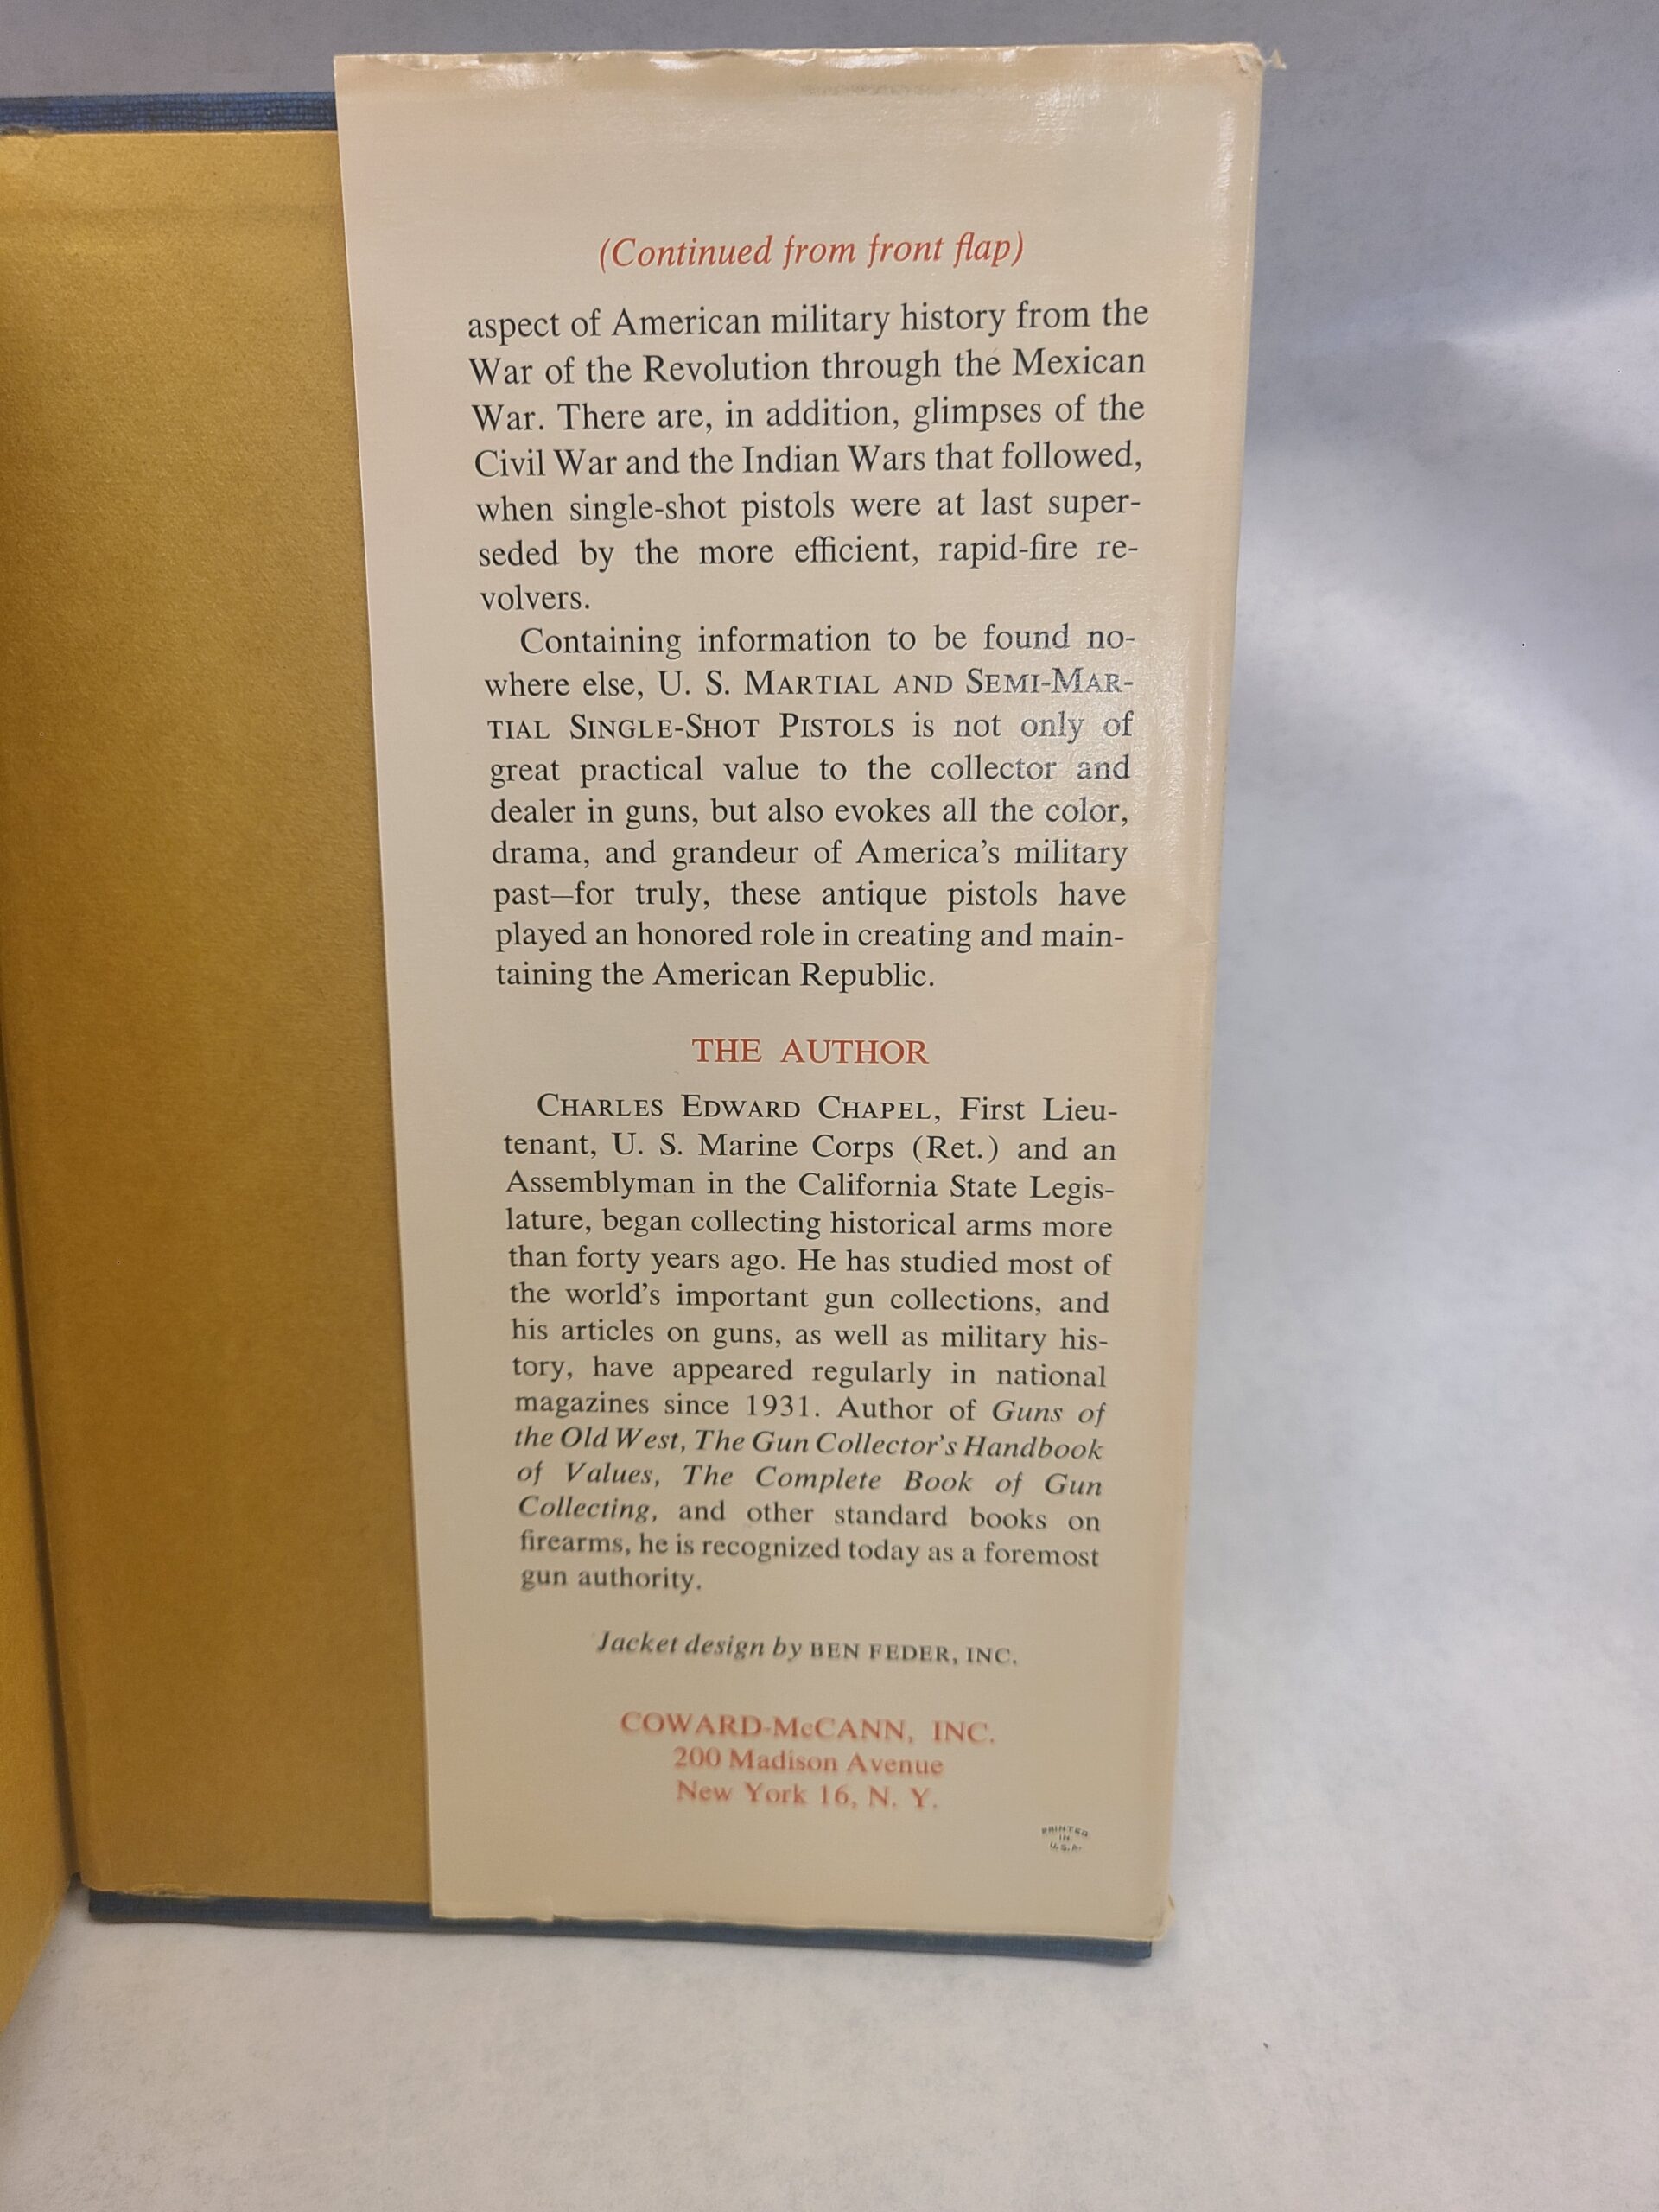 (Continued from front flap)
aspect of American military history from the
War of the Revolution through the Mexican
War. There are, in addition, glimpses of the
Civil War and the Indian Wars that followed,
when single-shot pistols were at last super-
seded by the more efficient, rapid-fire re-
volvers.
Containing information to be found no-
where else, U. S. MARTIAL AND SEMI-MAR-
TIAL SINGLE-SHOT PISTOLS is not only of
great practical value to the collector and
dealer in guns, but also evokes all the color,
drama, and grandeur of America's military
past—for truly, these antique pistols have
played an honored role in creating and main-
taining the American Republic.
THE AUTHOR
CHARLES EDWARD CHAPEL, First Lieu-
tenant, U. S. Marine Corps (Ret.) and an
Assemblyman in the California State Legis-
lature, began collecting historical arms more
than forty years ago. He has studied most of
the world's important gun collections, and
his articles on guns, as well as military his-
tory, have appeared regularly in national
magazines since 1931. Author of Guns of
the Old West, The Gun Collector's Handbook
of Values, The Complete Book of Gun
Collecting, and other standard books on
firearms, he is recognized today as a foremost
gun authority.
Jacket design by BEN FEDER, INC.
COWARD-McCANN, INC.
200 Madison Avenue
New York 16, N. Y.
PRINTED
IN
U.S.A.